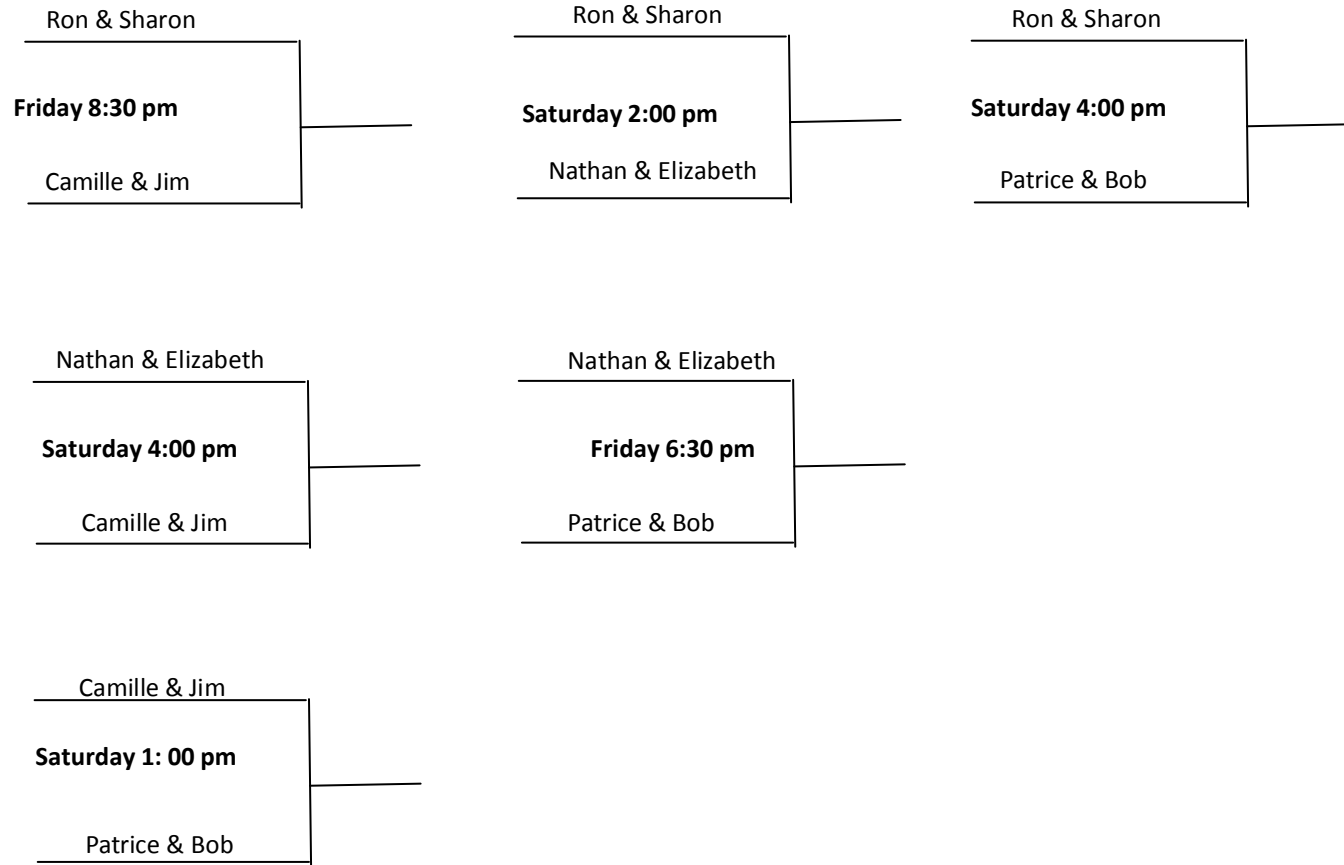 Ron & Sharon
Friday 8:30 pm
Camille & Jim
Ron & Sharon
Saturday 2:00 pm
Nathan & Elizabeth
Ron & Sharon
Saturday 4:00 pm
Patrice & Bob
Nathan & Elizabeth
Saturday 4:00 pm
Camille & Jim
Nathan & Elizabeth
Friday 6:30 pm
Patrice & Bob
Camille & Jim
Saturday 1: 00 pm
Patrice & Bob